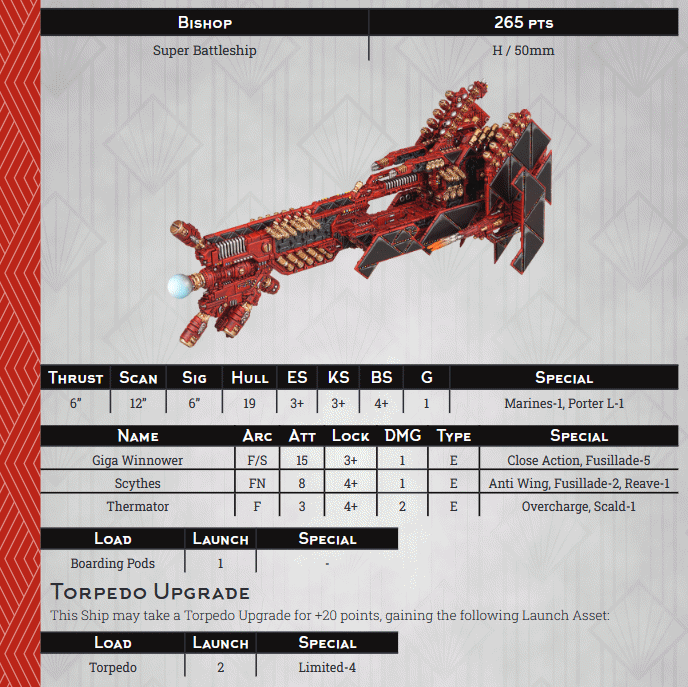 Bishop 265 pts
Super Battleship H / 50mm
Thrust Scan Sig Hull ES KS BS G Special
6” 12” 6” 19 3+ 3+ 4+ 1 Marines-1, Porter L-1
Name Arc Att Lock DMG Type Special
Giga Winnower F/S 15 3+ 1 E Close Action, Fusillade-5
Scythes FN 8 4+ 1 E Anti Wing, Fusillade-2, Reave-1
Thermator F 3 4+ 2 E Overcharge, Scald-1
Load Launch Special
Boarding Pods 1 -
Torpedo Upgrade
This Ship may take a Torpedo Upgrade for +20 points, gaining the following Launch Asset:
Load Launch Special
Torpedo 2 Limited-4